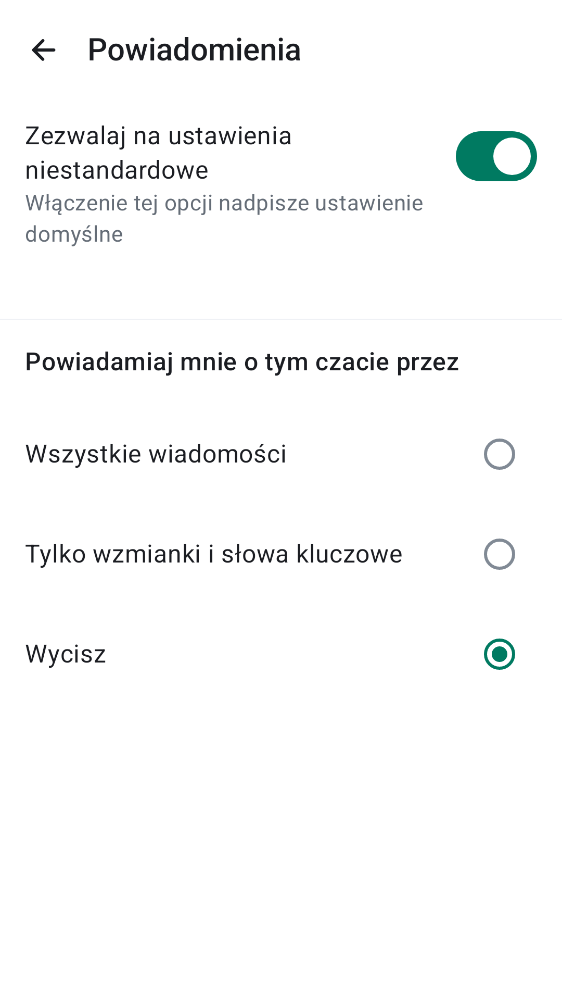 Powiadomienia
Zezwalaj na ustawienia
niestandardowe
Włączenie tej opcji nadpisze ustawienie
domyślne
Powiadamiaj mnie o tym czacie przez
Wszystkie wiadomości
Tylko wzmianki i słowa kluczowe
Wycisz